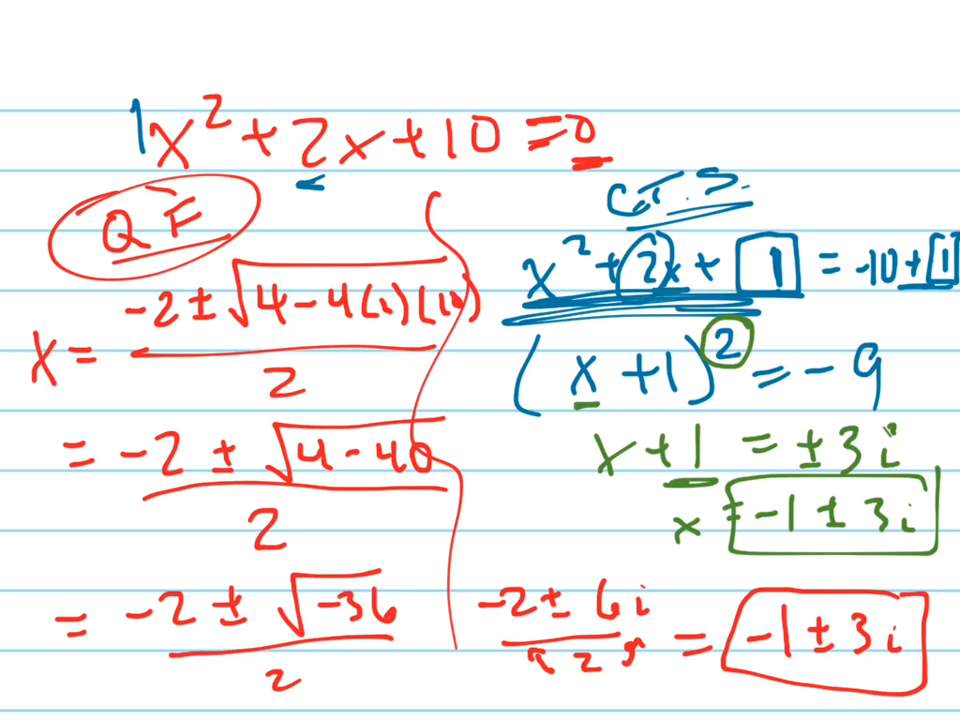 1x² + 2x + 10 = 0
QF
x = (-2 ± √(4 - 4(1)(10))) / 2
= (-2 ± √(4 - 40)) / 2
= (-2 ± √(-36)) / 2
(-2 ± 6i) / 2 = -1 ± 3i
C.T.S.
x² + 2x + 1 = -10 + 1
(x + 1)² = -9
x + 1 = ± 3i
x = -1 ± 3i